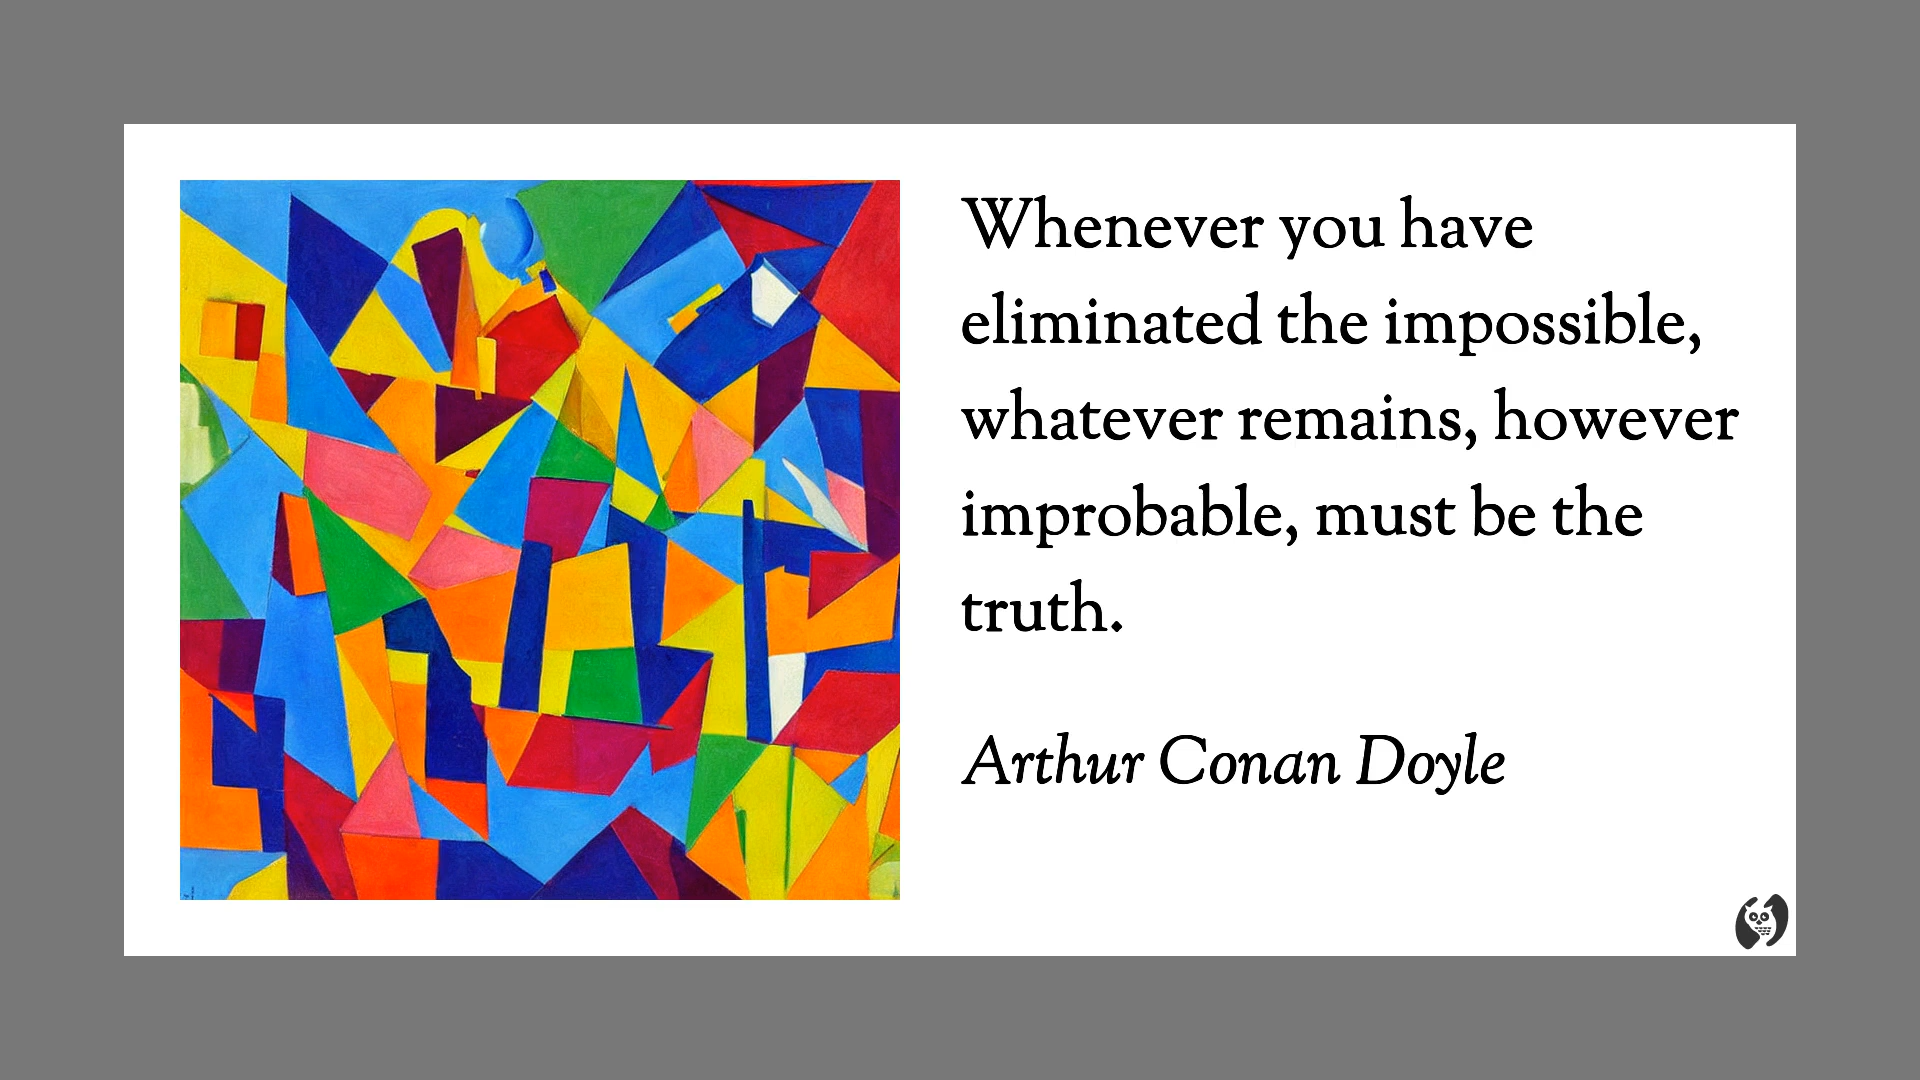 Whenever you have
eliminated the impossible,
whatever remains, however
improbable, must be the
truth.
Arthur Conan Doyle